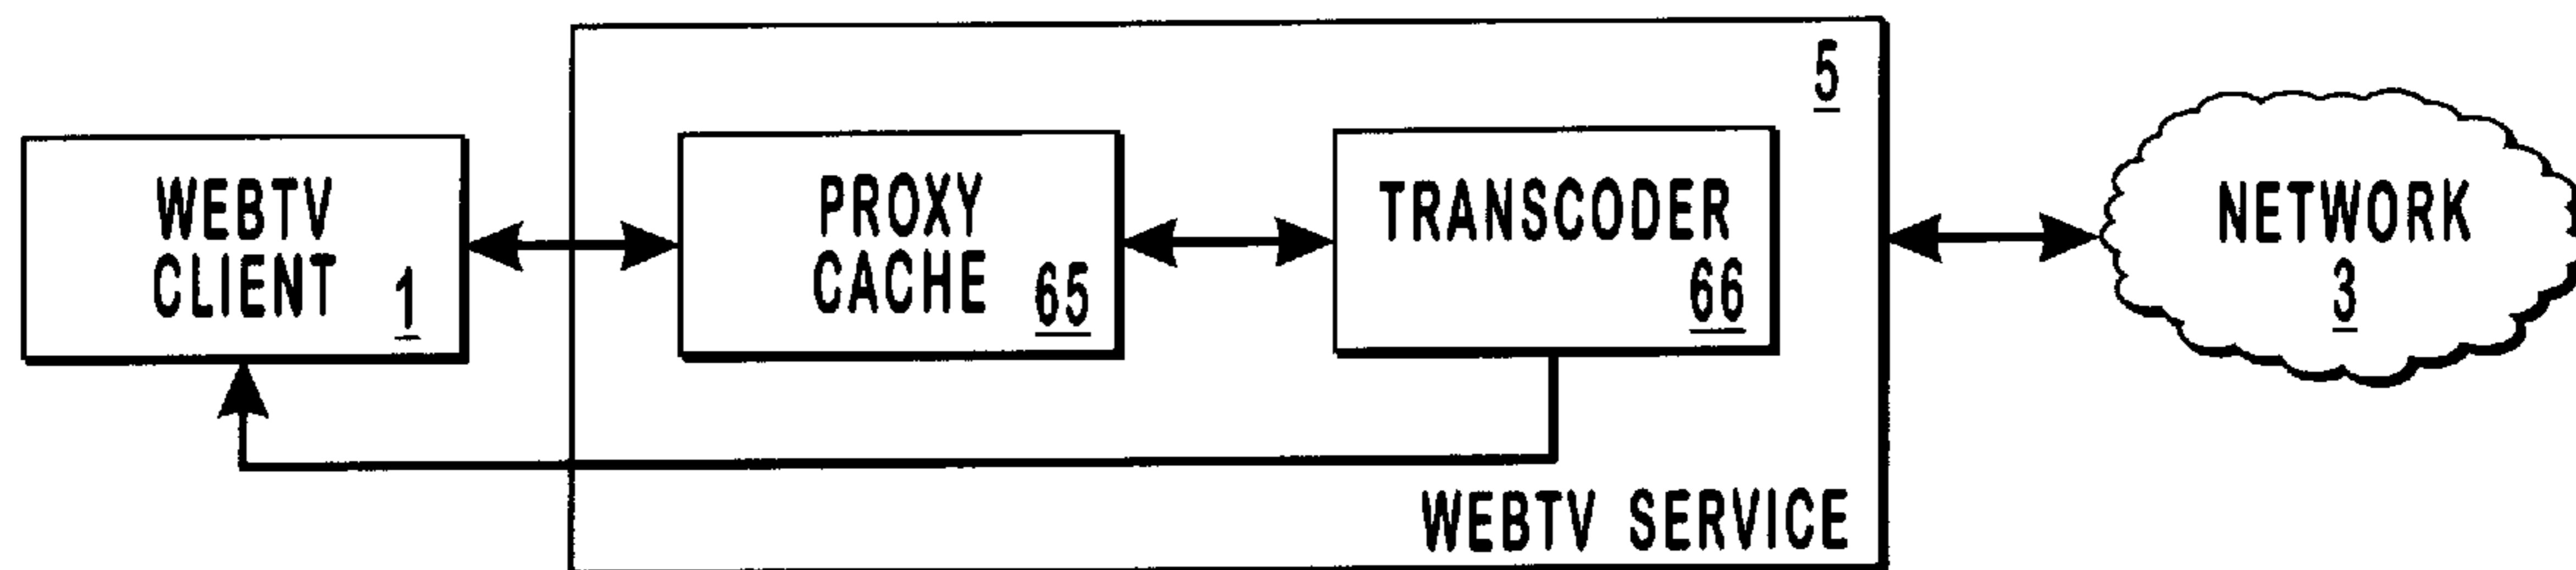 5
WEBTV
CLIENT 1
PROXY
CACHE 65
TRANSCODER
66
NETWORK
3
WEBTV SERVICE